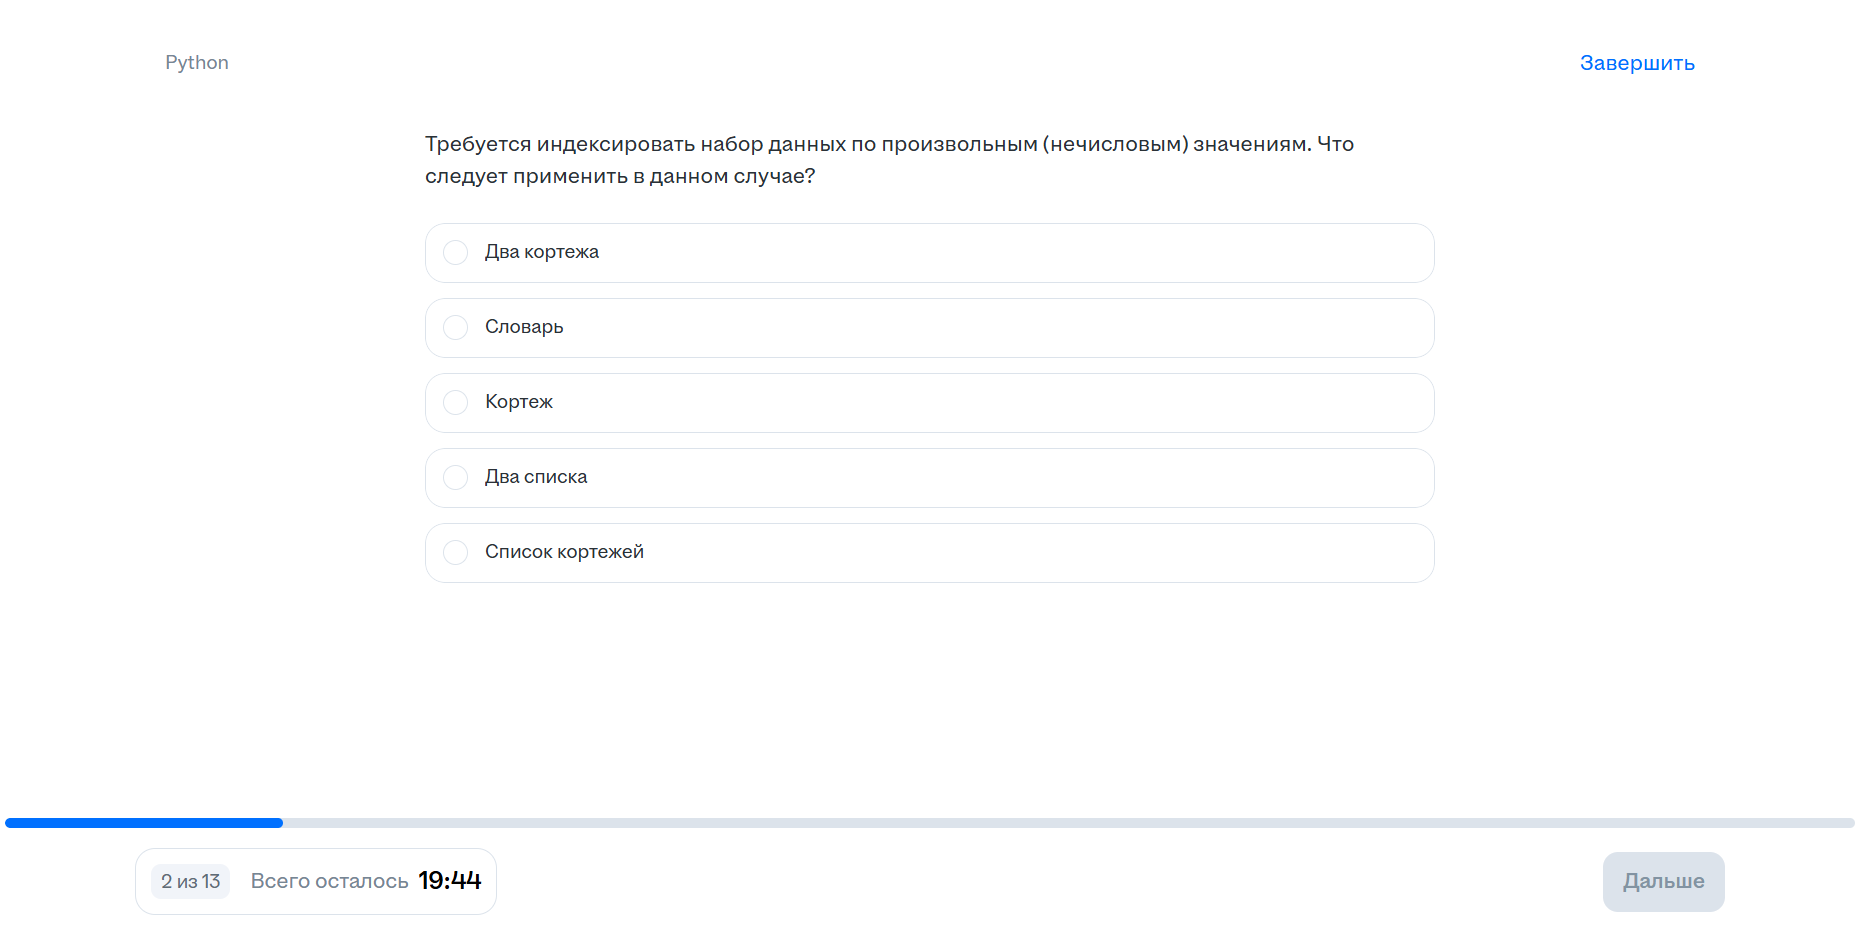 Python
Завершить
Требуется индексировать набор данных по произвольным (нечисловым) значениям. Что
следует применить в данном случае?
Два кортежа
Словарь
Кортеж
Два списка
Список кортежей
2 из 13
Всего осталось 19:44
Дальше